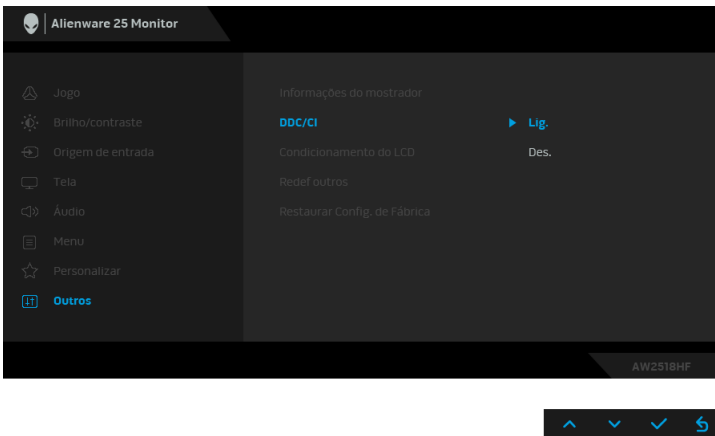 Alienware 25 Monitor
Jogo
Brilho/contraste
Origem de entrada
Tela
Áudio
Menu
Personalizar
Outros
Informações do mostrador
DDC/CI
Lig.
Des.
Condicionamento do LCD
Redef outros
Restaurar Config. de Fábrica
AW2518HF